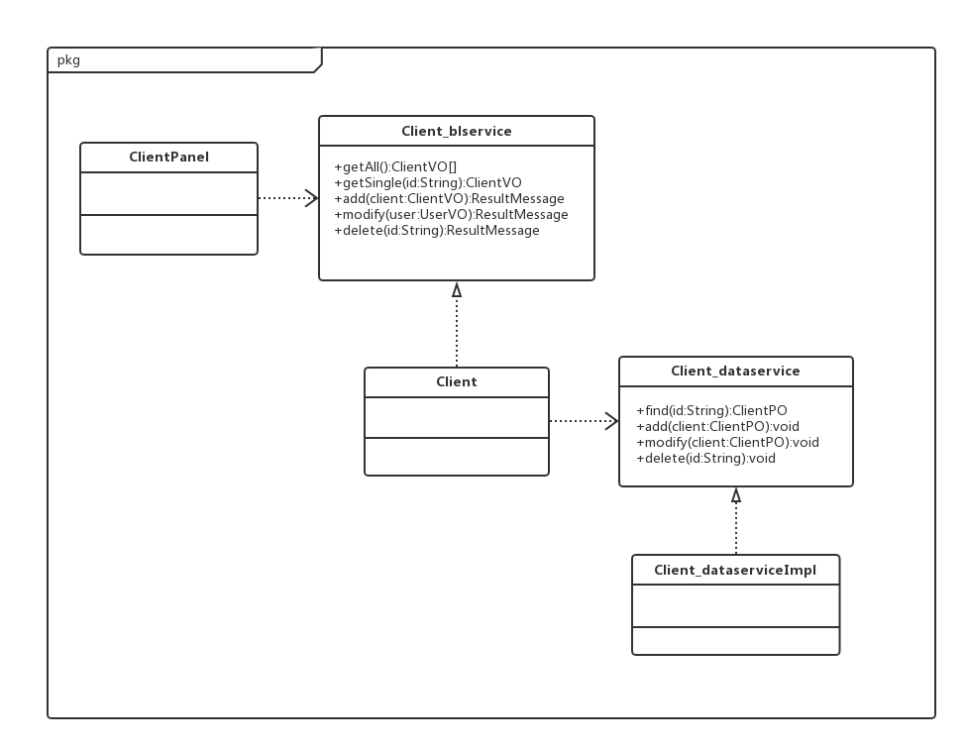 pkg
ClientPanel
Client_blservice
+getAll():ClientVO[]
+getSingle(id:String):ClientVO
+add(client:ClientVO):ResultMessage
+modify(user:UserVO):ResultMessage
+delete(id:String):ResultMessage
Client
Client_dataservice
+find(id:String):ClientPO
+add(client:ClientPO):void
+modify(client:ClientPO):void
+delete(id:String):void
Client_dataserviceImpl